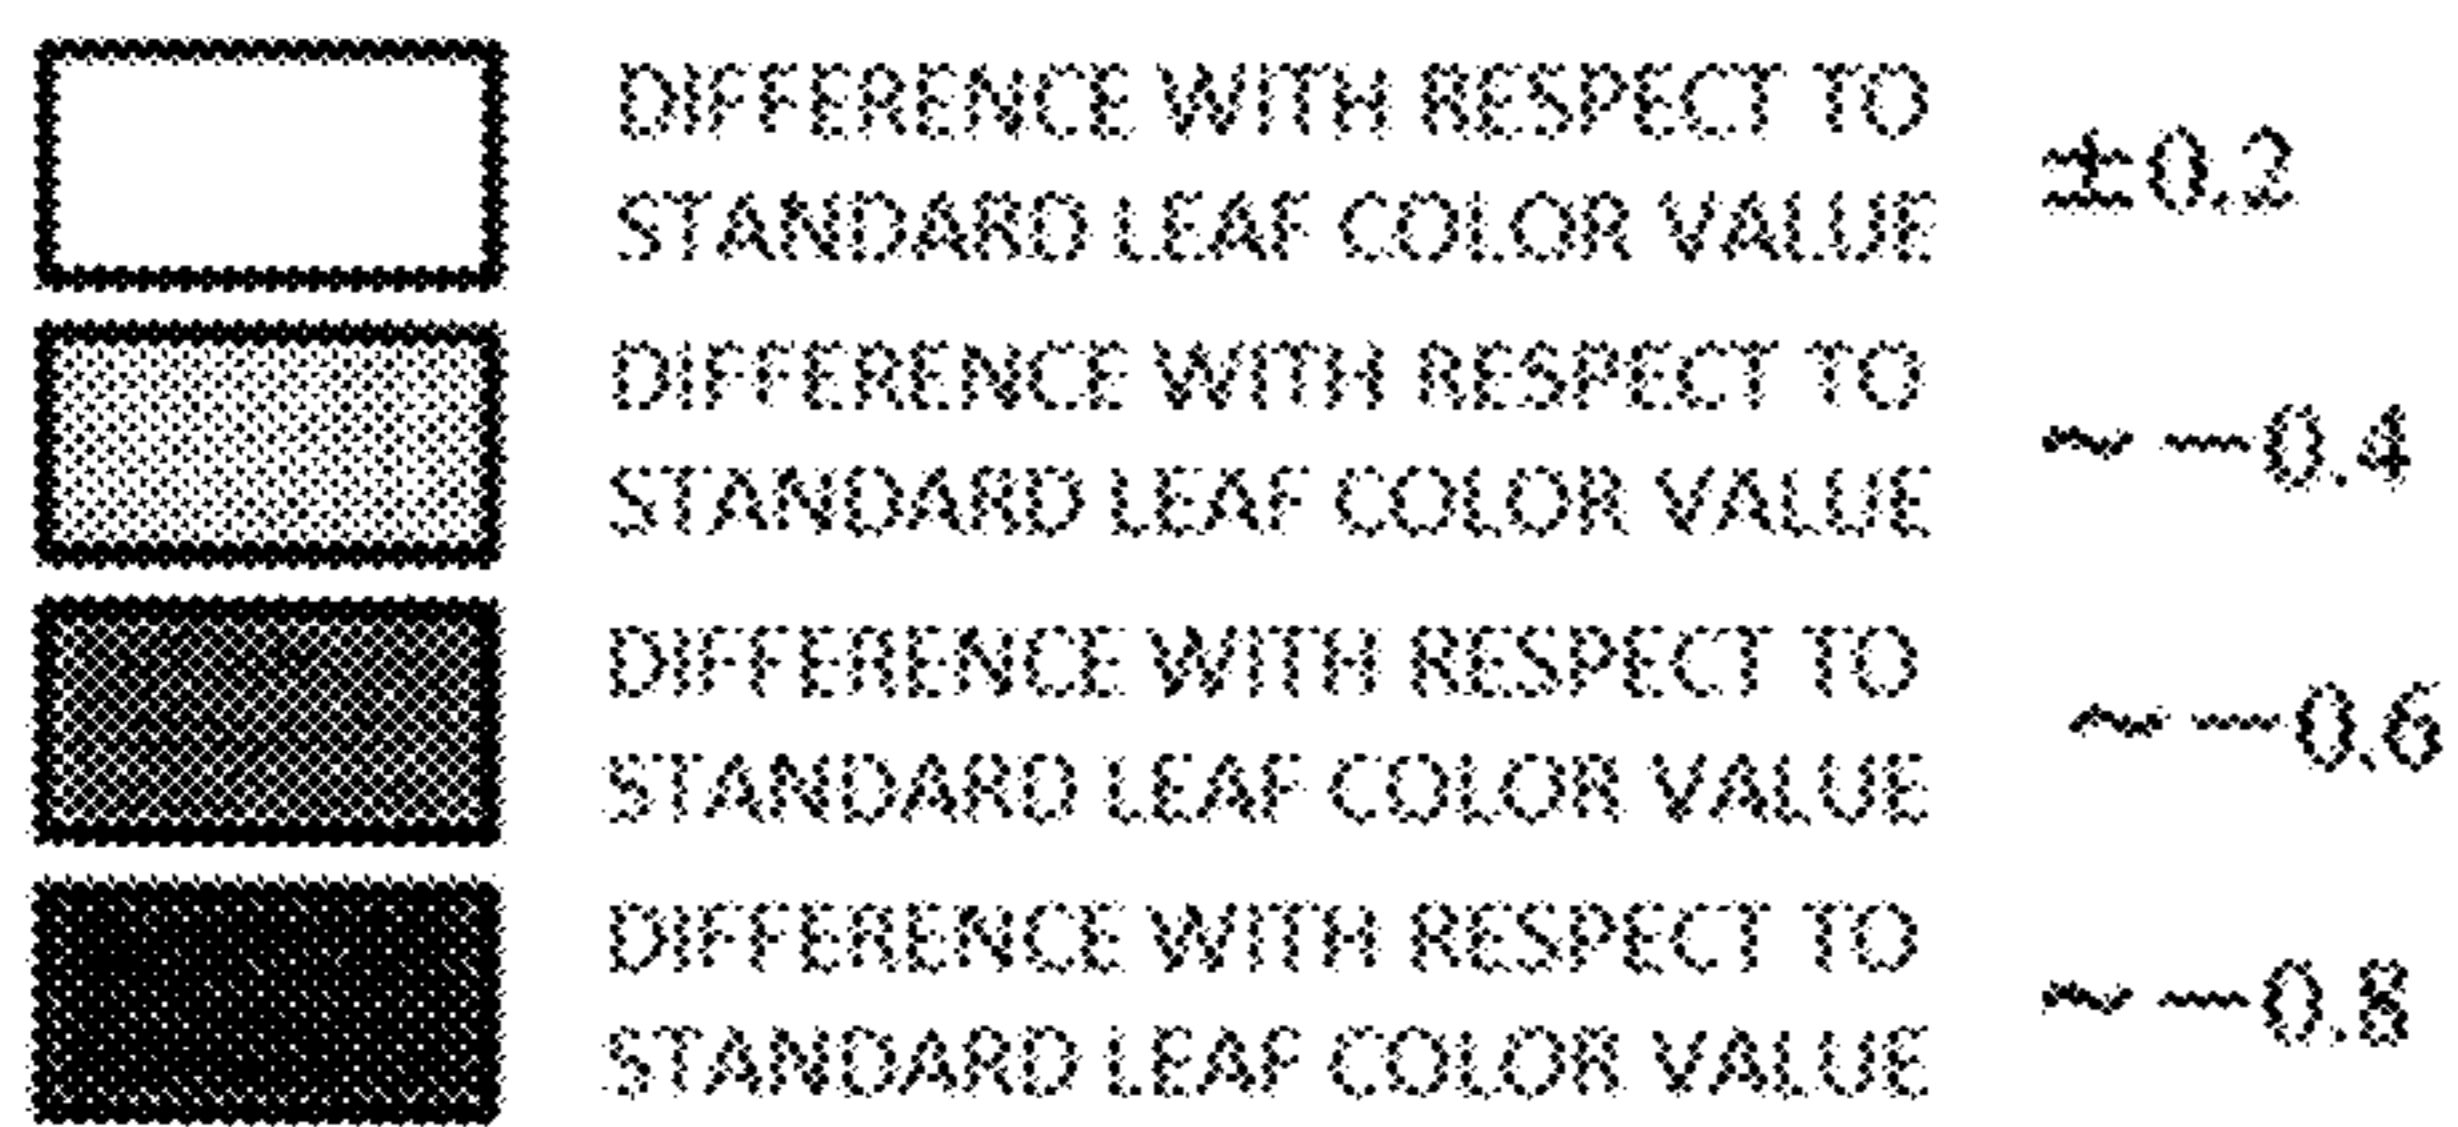 DIFFERENCE WITH RESPECT TO
STANDARD LEAF COLOR VALUE
±0.2
DIFFERENCE WITH RESPECT TO
STANDARD LEAF COLOR VALUE
~ −0.4
DIFFERENCE WITH RESPECT TO
STANDARD LEAF COLOR VALUE
~ −0.6
DIFFERENCE WITH RESPECT TO
STANDARD LEAF COLOR VALUE
~ −0.8